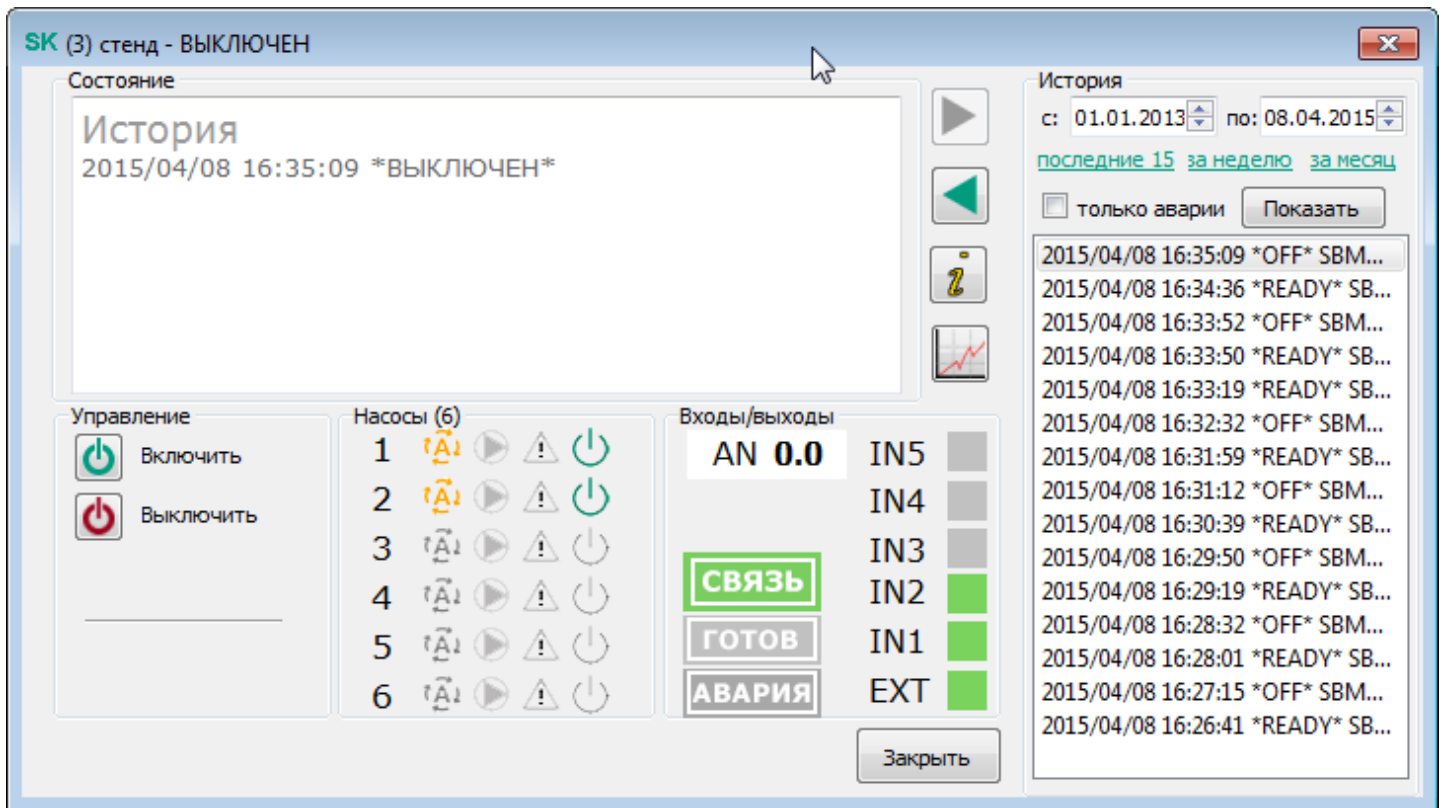 SK (3) стенд - ВЫКЛЮЧЕН
Состояние
История
2015/04/08 16:35:09 *ВЫКЛЮЧЕН*
История
с: 01.01.2013 по: 08.04.2015
последние 15 за неделю за месяц
только аварии Показать
2015/04/08 16:35:09 *OFF* SBM...
2015/04/08 16:34:36 *READY* SB...
2015/04/08 16:33:52 *OFF* SBM...
2015/04/08 16:33:50 *READY* SB...
2015/04/08 16:33:19 *READY* SB...
2015/04/08 16:32:32 *OFF* SBM...
2015/04/08 16:31:59 *READY* SB...
2015/04/08 16:31:12 *OFF* SBM...
2015/04/08 16:30:39 *READY* SB...
2015/04/08 16:29:50 *OFF* SBM...
2015/04/08 16:29:19 *READY* SB...
2015/04/08 16:28:32 *OFF* SBM...
2015/04/08 16:28:01 *READY* SB...
2015/04/08 16:27:15 *OFF* SBM...
2015/04/08 16:26:41 *READY* SB...
Управление
Включить
Выключить
Насосы (6)
1 A
2 A
3 A
4 A
5 A
6 A
Входы/выходы
AN 0.0 IN5
IN4
IN3
СВЯЗЬ IN2
ГОТОВ IN1
АВАРИЯ EXT
Закрыть